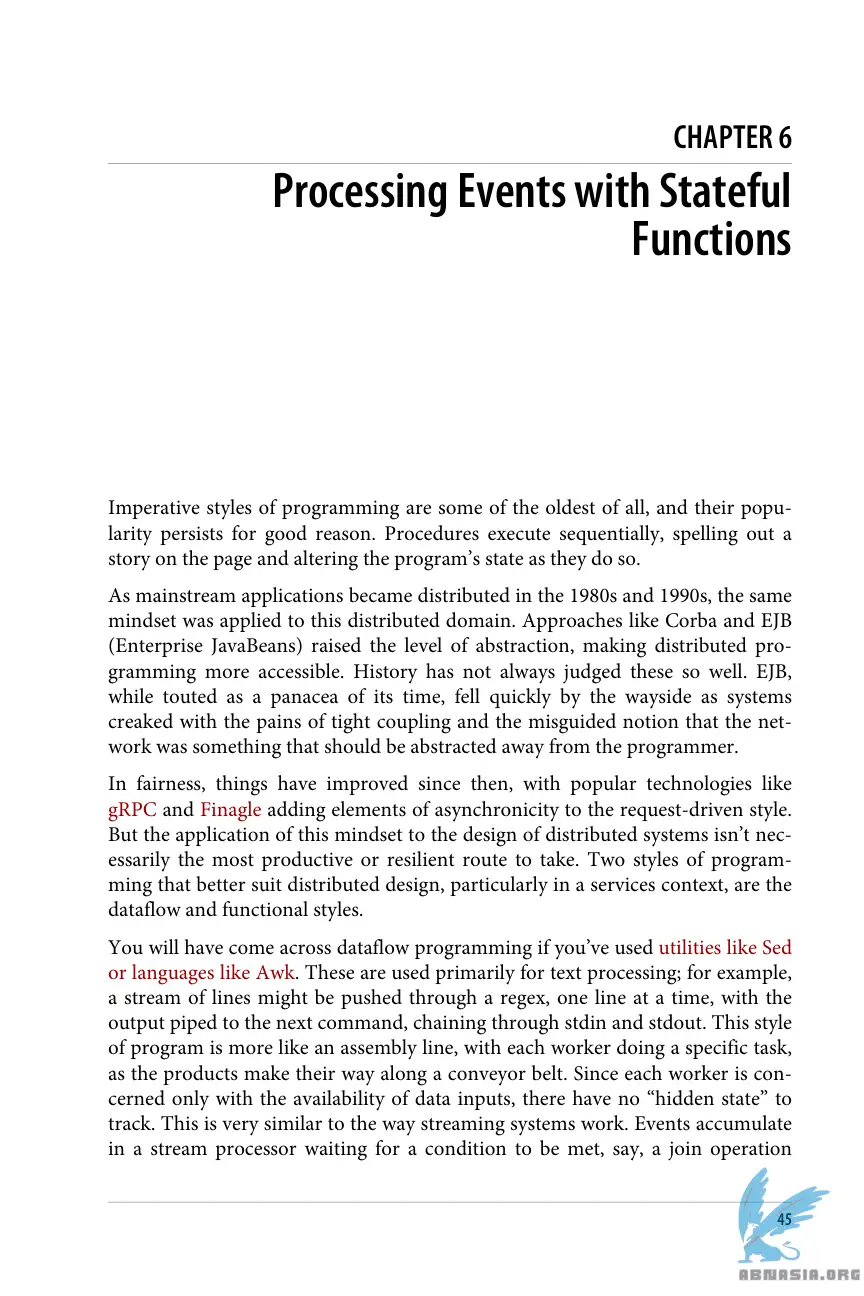 CHAPTER 6
Processing Events with Stateful
Functions
Imperative styles of programming are some of the oldest of all, and their popu-
larity persists for good reason. Procedures execute sequentially, spelling out a
story on the page and altering the program’s state as they do so.
As mainstream applications became distributed in the 1980s and 1990s, the same
mindset was applied to this distributed domain. Approaches like Corba and EJB
(Enterprise JavaBeans) raised the level of abstraction, making distributed pro-
gramming more accessible. History has not always judged these so well. EJB,
while touted as a panacea of its time, fell quickly by the wayside as systems
creaked with the pains of tight coupling and the misguided notion that the net-
work was something that should be abstracted away from the programmer.
In fairness, things have improved since then, with popular technologies like
gRPC and Finagle adding elements of asynchronicity to the request-driven style.
But the application of this mindset to the design of distributed systems isn’t nec-
essarily the most productive or resilient route to take. Two styles of program-
ming that better suit distributed design, particularly in a services context, are the
dataflow and functional styles.
You will have come across dataflow programming if you’ve used utilities like Sed
or languages like Awk. These are used primarily for text processing; for example,
a stream of lines might be pushed through a regex, one line at a time, with the
output piped to the next command, chaining through stdin and stdout. This style
of program is more like an assembly line, with each worker doing a specific task,
as the products make their way along a conveyor belt. Since each worker is con-
cerned only with the availability of data inputs, there have no “hidden state” to
track. This is very similar to the way streaming systems work. Events accumulate
in a stream processor waiting for a condition to be met, say, a join operation
45
ABNASIA.ORG